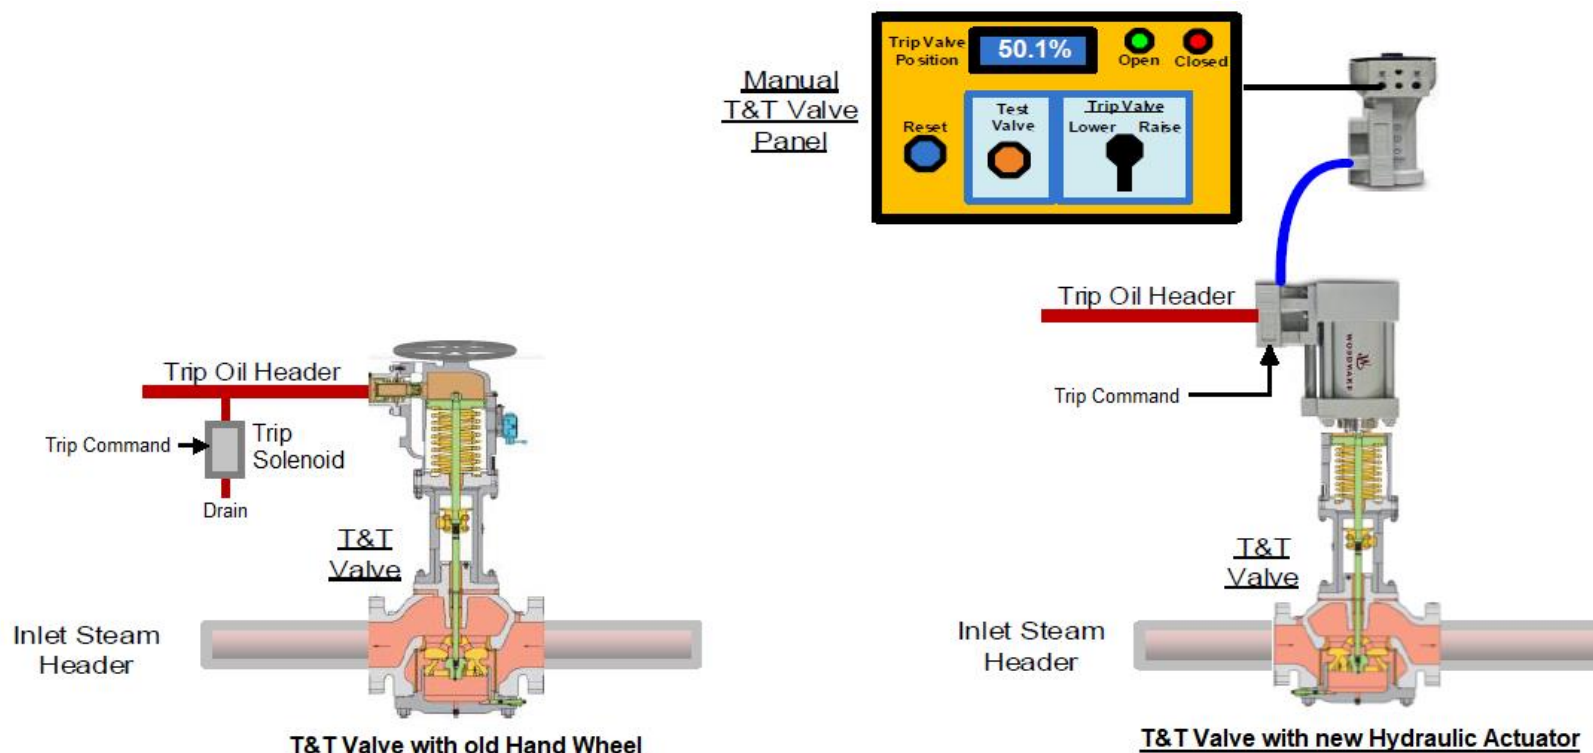 Manual
T&T Valve
Panel
Trip Valve
Position
50.1%
Open
Closed
Reset
Test
Valve
Trip Valve
Lower
Raise
Trip Oil Header
Trip Command
WOODWARD
T&T
Valve
Inlet Steam
Header
T&T Valve with new Hydraulic Actuator
Trip Oil Header
Trip Command
Trip
Solenoid
Drain
T&T
Valve
Inlet Steam
Header
T&T Valve with old Hand Wheel